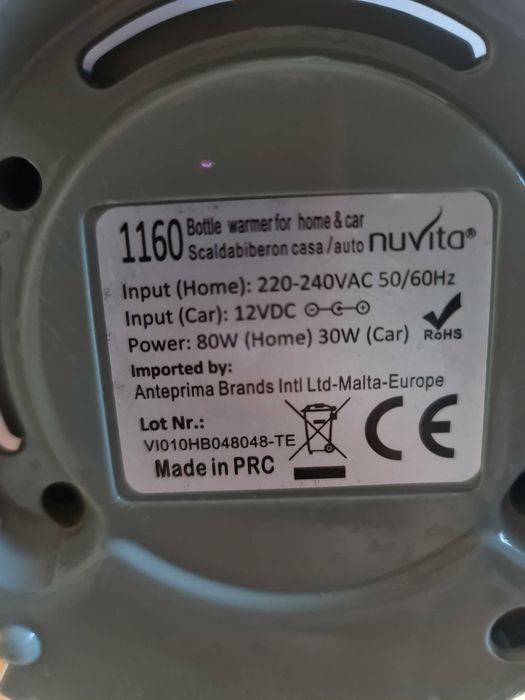 1160 Bottle warmer for home & car
Scaldabiberon casa/auto nuvita®
Input (Home): 220-240VAC 50/60Hz
Input (Car): 12VDC
Power: 80W (Home) 30W (Car) RoHS
Imported by:
Anteprima Brands Intl Ltd-Malta-Europe
Lot Nr.:
VI010HB048048-TE
Made in PRC
CE